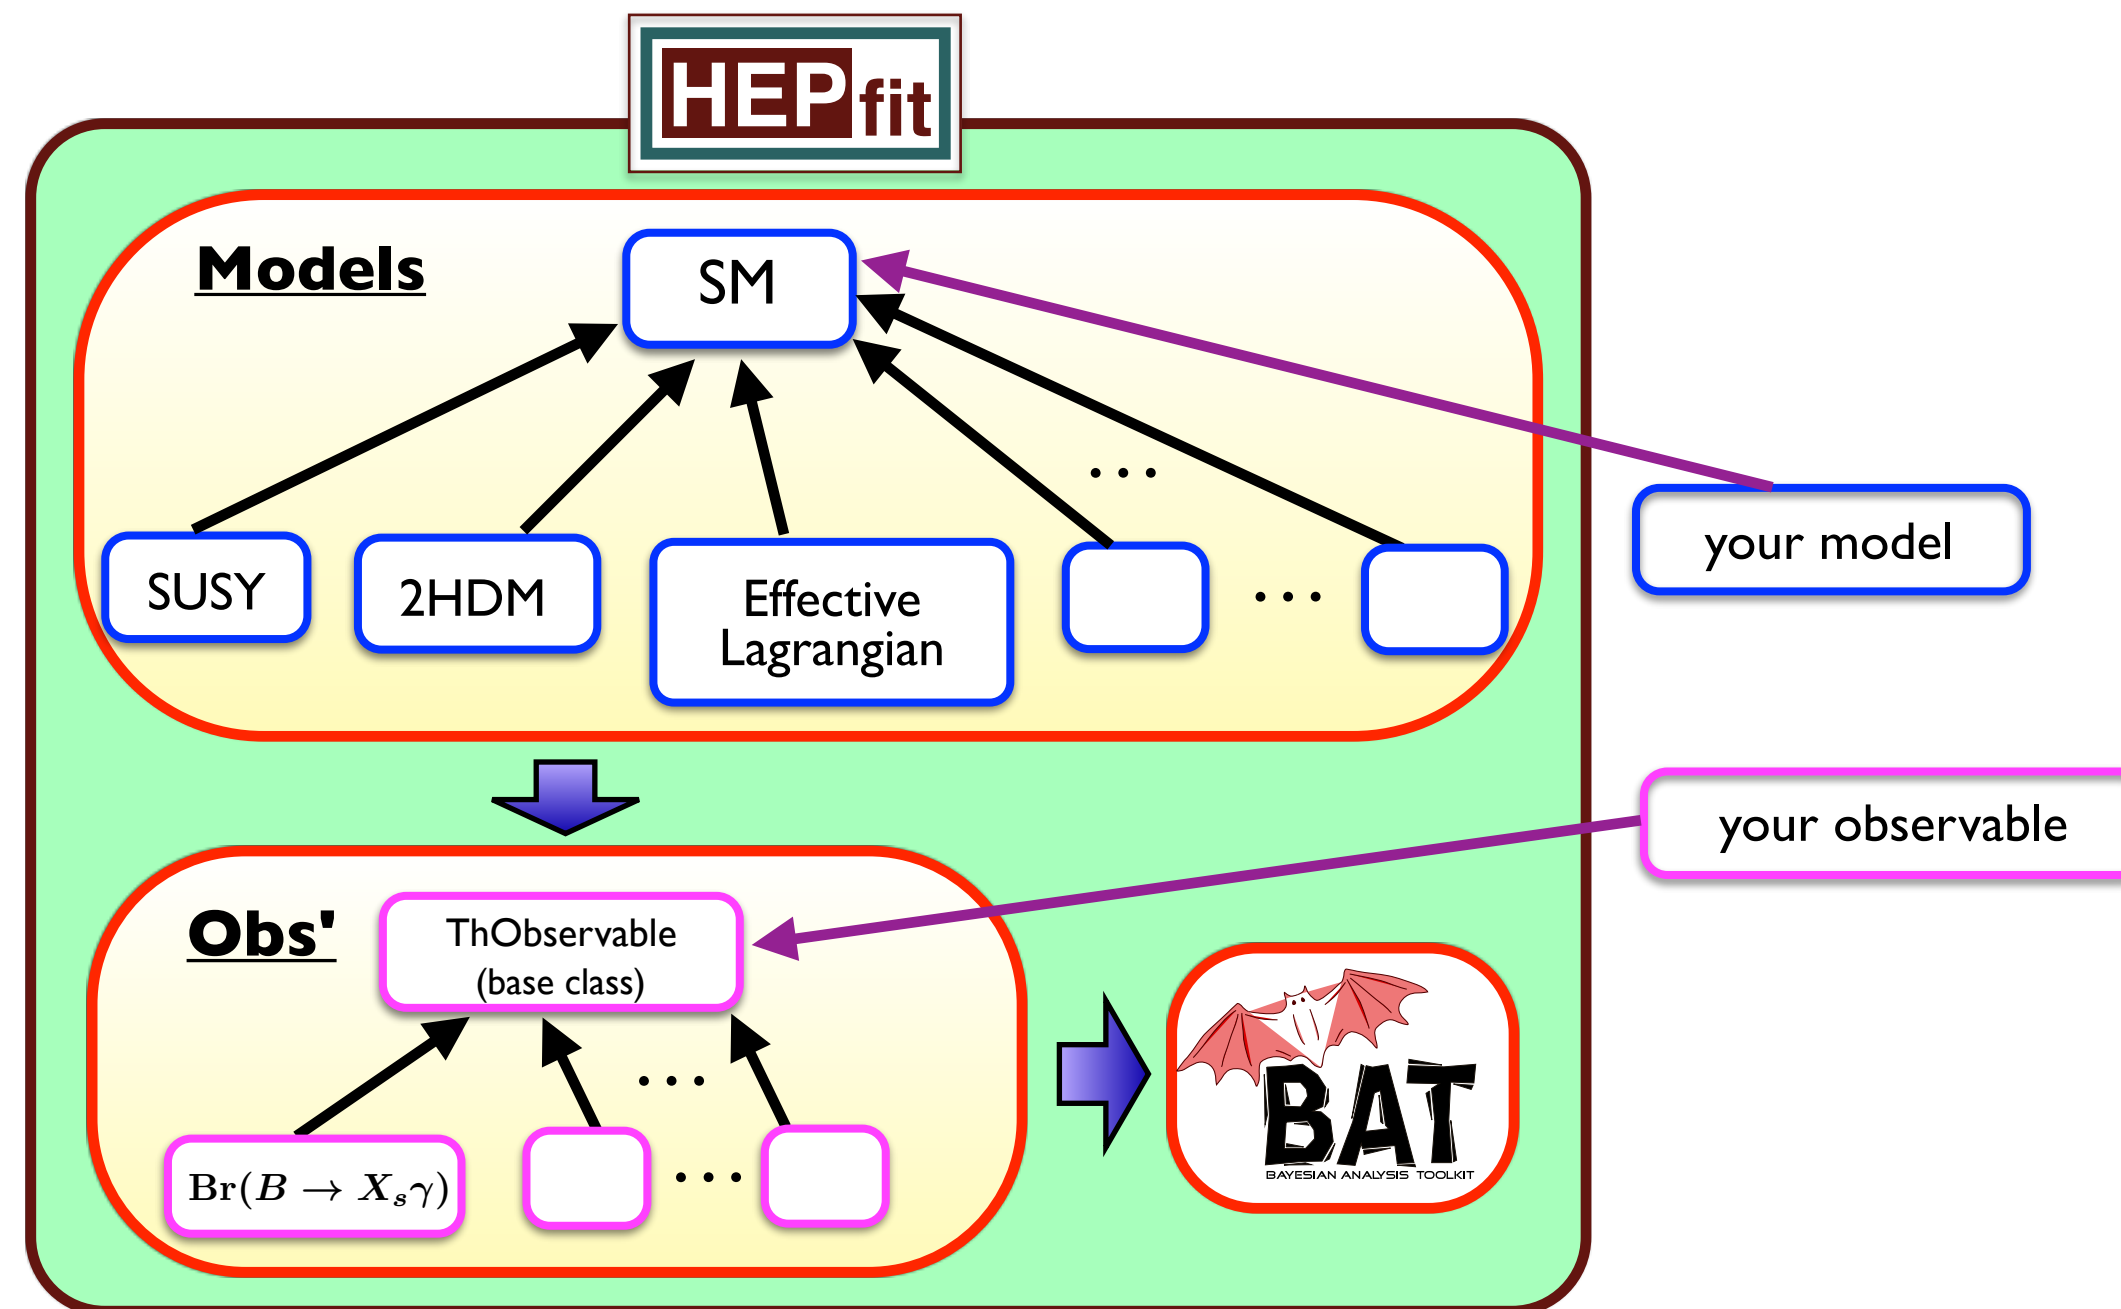 HEPfit
Models
SM
...
SUSY
2HDM
Effective
Lagrangian
...
your model
your observable
Obs'
ThObservable
(base class)
...
Br(B → Xₛγ)
...
BAT
BAYESIAN ANALYSIS TOOLKIT